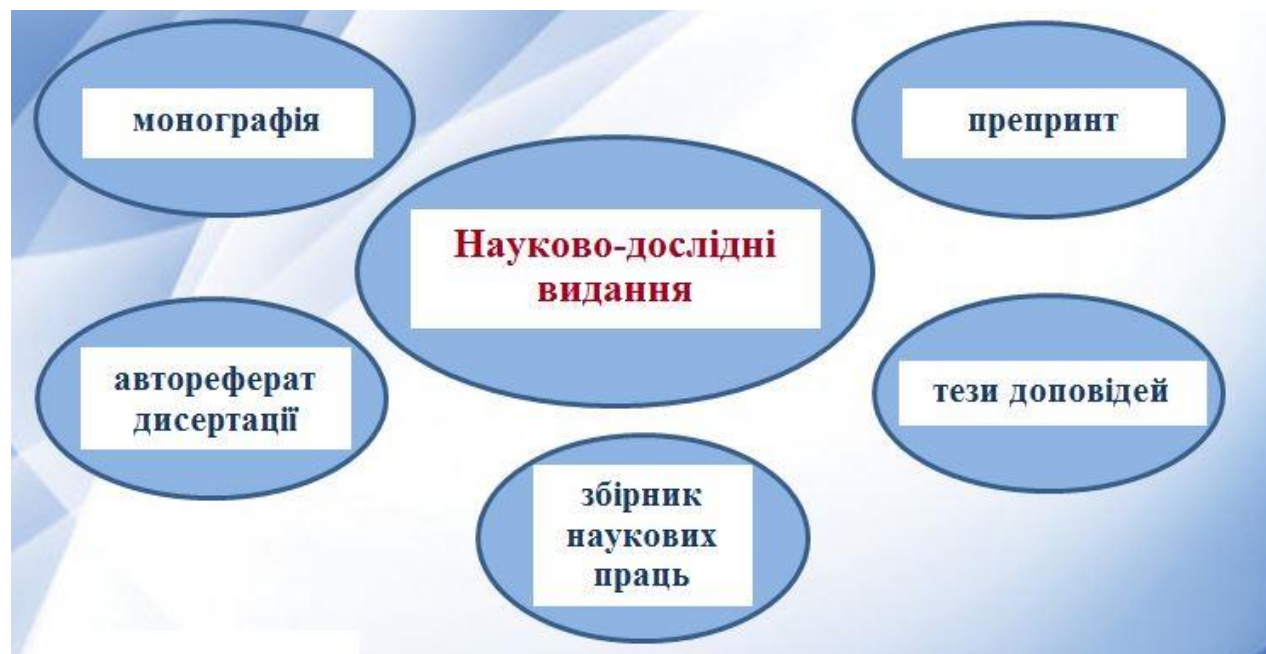 монографія
препринт
Науково-дослідні
видання
автореферат
дисертації
тези доповідей
збірник
наукових
праць